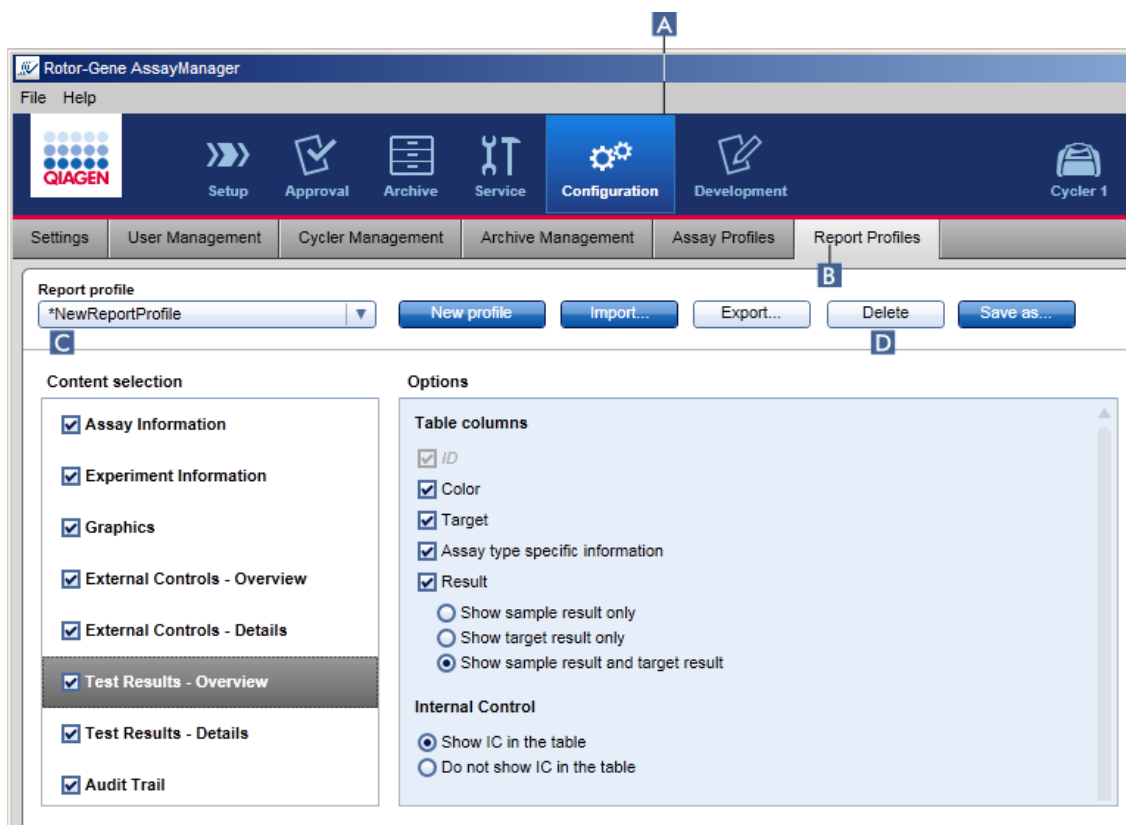 A
Rotor-Gene AssayManager
File Help
QIAGEN
Setup Approval Archive Service Configuration Development Cycler 1
Settings User Management Cycler Management Archive Management Assay Profiles Report Profiles
B
Report profile
*NewReportProfile New profile Import... Export... Delete Save as...
C D
Content selection Options
Assay Information
Experiment Information
Graphics
External Controls - Overview
External Controls - Details
Test Results - Overview
Test Results - Details
Audit Trail
Table columns
ID
Color
Target
Assay type specific information
Result
Show sample result only
Show target result only
Show sample result and target result
Internal Control
Show IC in the table
Do not show IC in the table